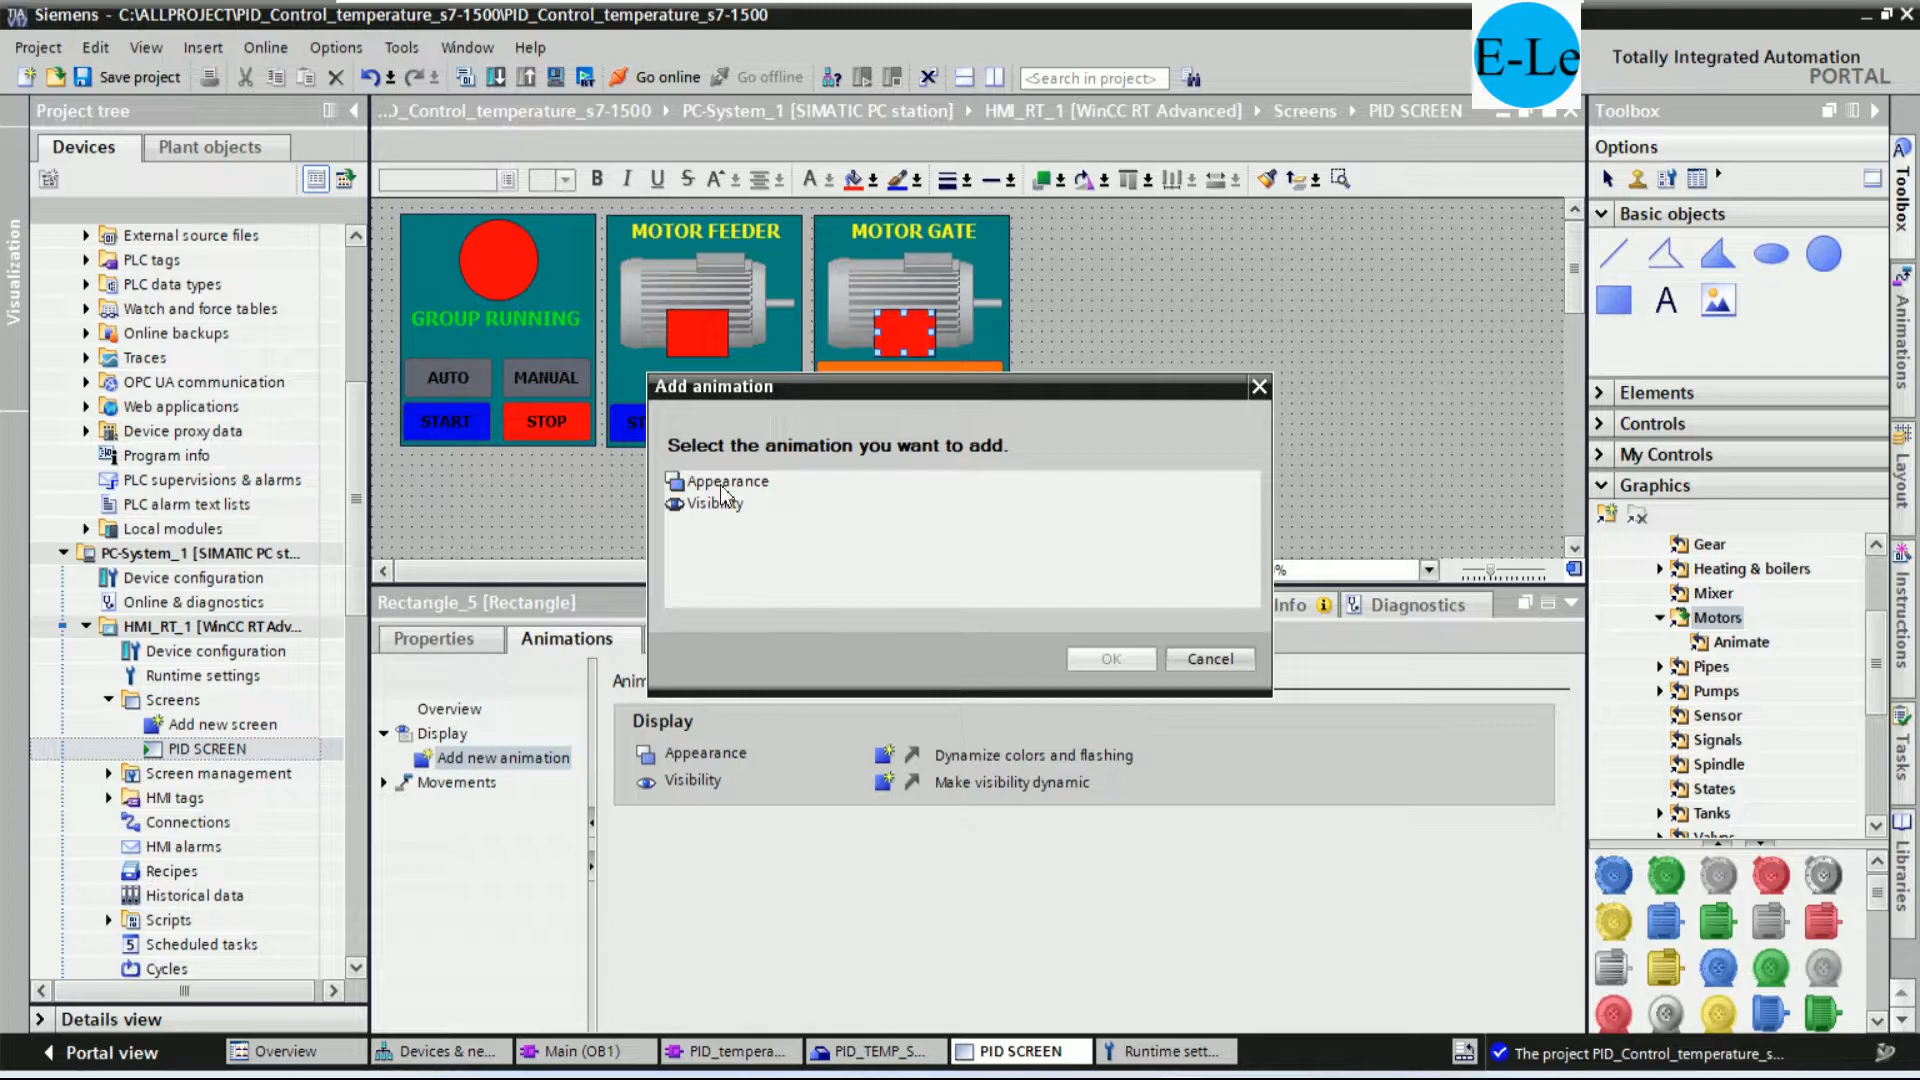 Siemens - C:\ALLPROJECT\PID_Control_temperature_s7-1500\PID_Control_temperature_s7-1500
Project Edit View Insert Online Options Tools Window Help
E-Le
Totally Integrated Automation
PORTAL
Save project
Go online
Go offline
<Search in project>
Project tree
...)_Control_temperature_s7-1500 PC-System_1 [SIMATIC PC station] HMI_RT_1 [WinCC RT Advanced] Screens PID SCREEN
Toolbox
Devices
Plant objects
Options
Visualization
External source files
PLC tags
PLC data types
Watch and force tables
Online backups
Traces
OPC UA communication
Web applications
Device proxy data
Program info
PLC supervisions & alarms
PLC alarm text lists
Local modules
PC-System_1 [SIMATIC PC st...
Device configuration
Online & diagnostics
HMI_RT_1 [WinCC RT Adv...
Device configuration
Runtime settings
Screens
Add new screen
PID SCREEN
Screen management
HMI tags
Connections
HMI alarms
Recipes
Historical data
Scripts
Scheduled tasks
Cycles
Details view
GROUP RUNNING
AUTO MANUAL
START STOP
MOTOR FEEDER
ST
MOTOR GATE
Add animation
Select the animation you want to add.
Appearance
Visibility
OK Cancel
%
Rectangle_5 [Rectangle]
Info Diagnostics
Properties Animations
Overview
Display
Add new animation
Movements
Anim
Display
Appearance Dynamize colors and flashing
Visibility Make visibility dynamic
Basic objects
Elements
Controls
My Controls
Graphics
Gear
Heating & boilers
Mixer
Motors
Animate
Pipes
Pumps
Sensor
Signals
Spindle
States
Tanks
Valves
Toolbox
Animations
Layout
Instructions
Tasks
Libraries
Portal view
Overview
Devices & ne...
Main (OB1)
PID_tempera...
PID_TEMP_S...
PID SCREEN
Runtime sett...
The project PID_Control_temperature_s...